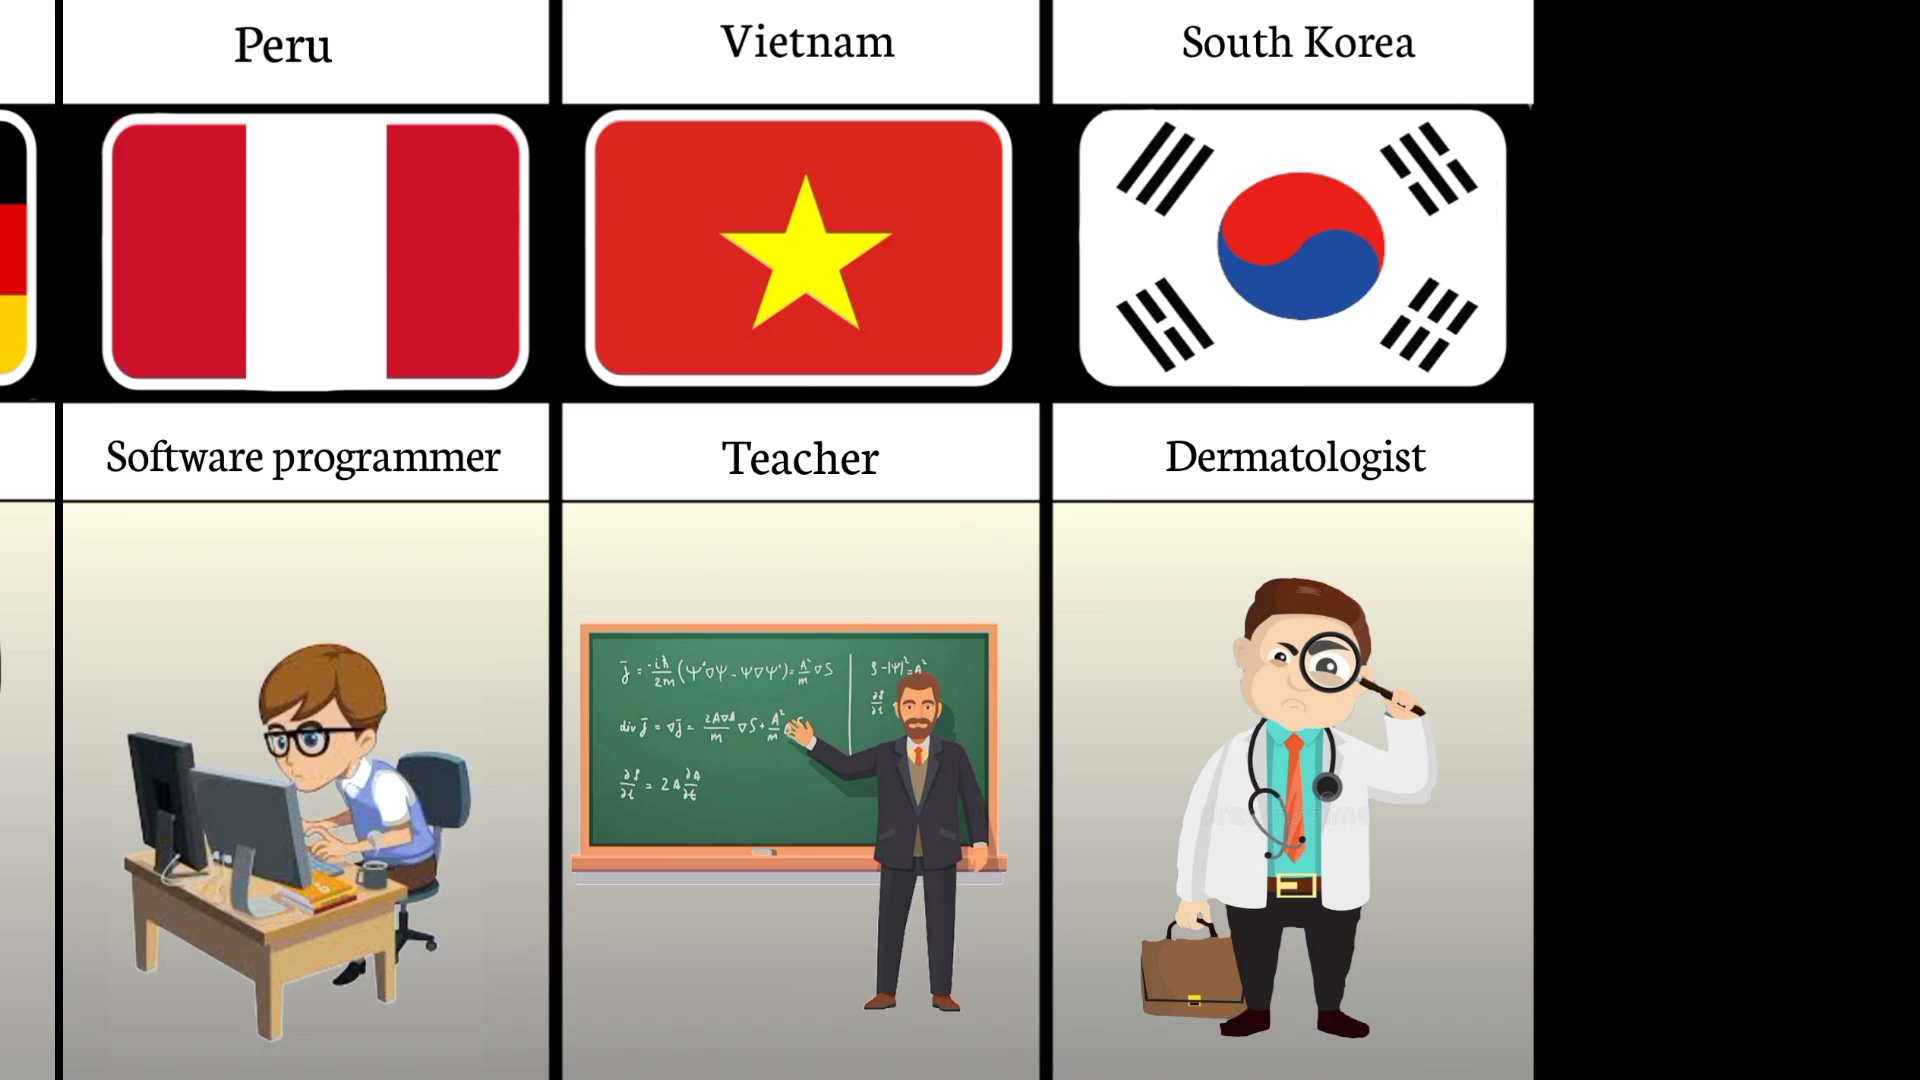 Peru
Vietnam
South Korea
Software programmer
Teacher
Dermatologist